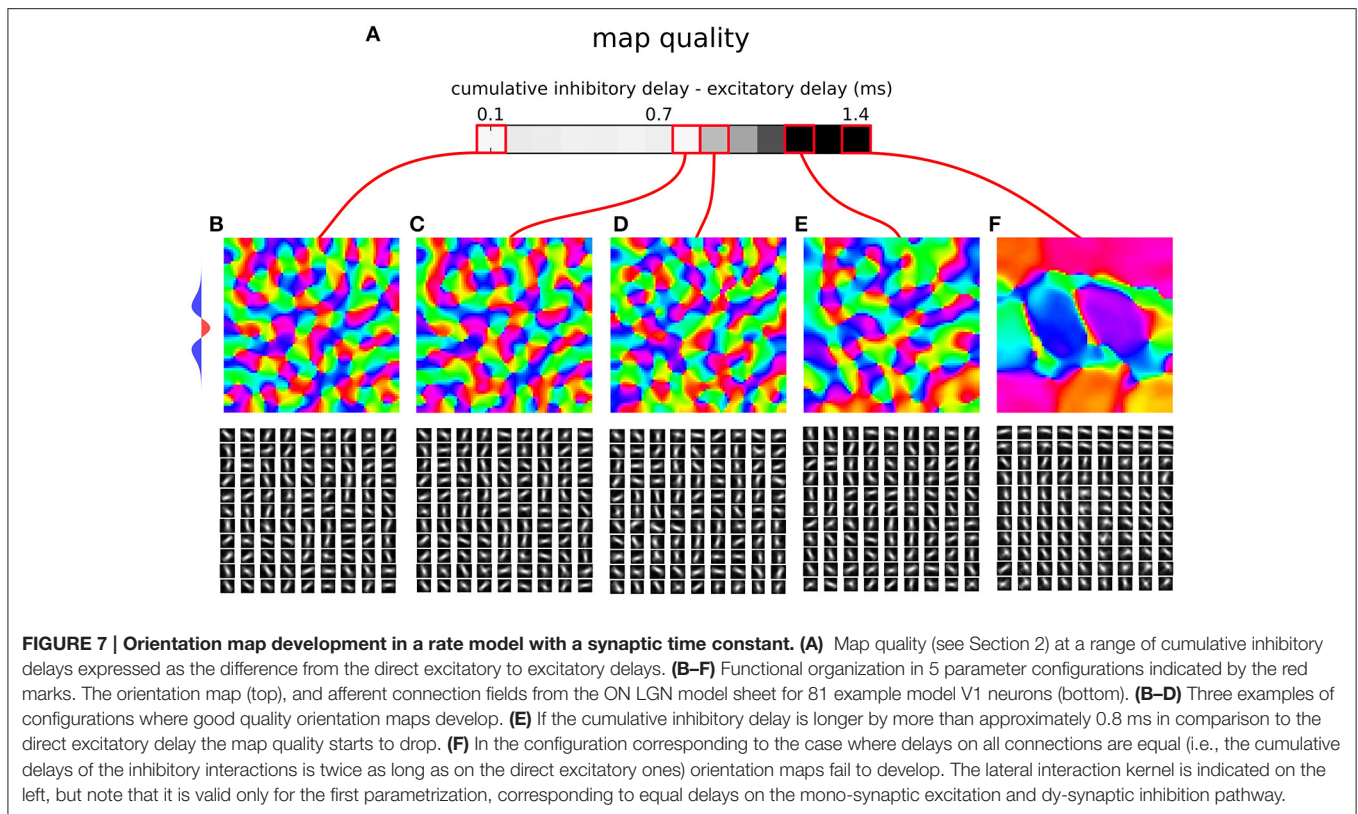 A
map quality
cumulative inhibitory delay - excitatory delay (ms)
0.1 0.7 1.4
B C D E F
FIGURE 7 | Orientation map development in a rate model with a synaptic time constant. (A) Map quality (see Section 2) at a range of cumulative inhibitory
delays expressed as the difference from the direct excitatory to excitatory delays. (B–F) Functional organization in 5 parameter configurations indicated by the red
marks. The orientation map (top), and afferent connection fields from the ON LGN model sheet for 81 example model V1 neurons (bottom). (B–D) Three examples of
configurations where good quality orientation maps develop. (E) If the cumulative inhibitory delay is longer by more than approximately 0.8 ms in comparison to the
direct excitatory delay the map quality starts to drop. (F) In the configuration corresponding to the case where delays on all connections are equal (i.e., the cumulative
delays of the inhibitory interactions is twice as long as on the direct excitatory ones) orientation maps fail to develop. The lateral interaction kernel is indicated on the
left, but note that it is valid only for the first parametrization, corresponding to equal delays on the mono-synaptic excitation and dy-synaptic inhibition pathway.